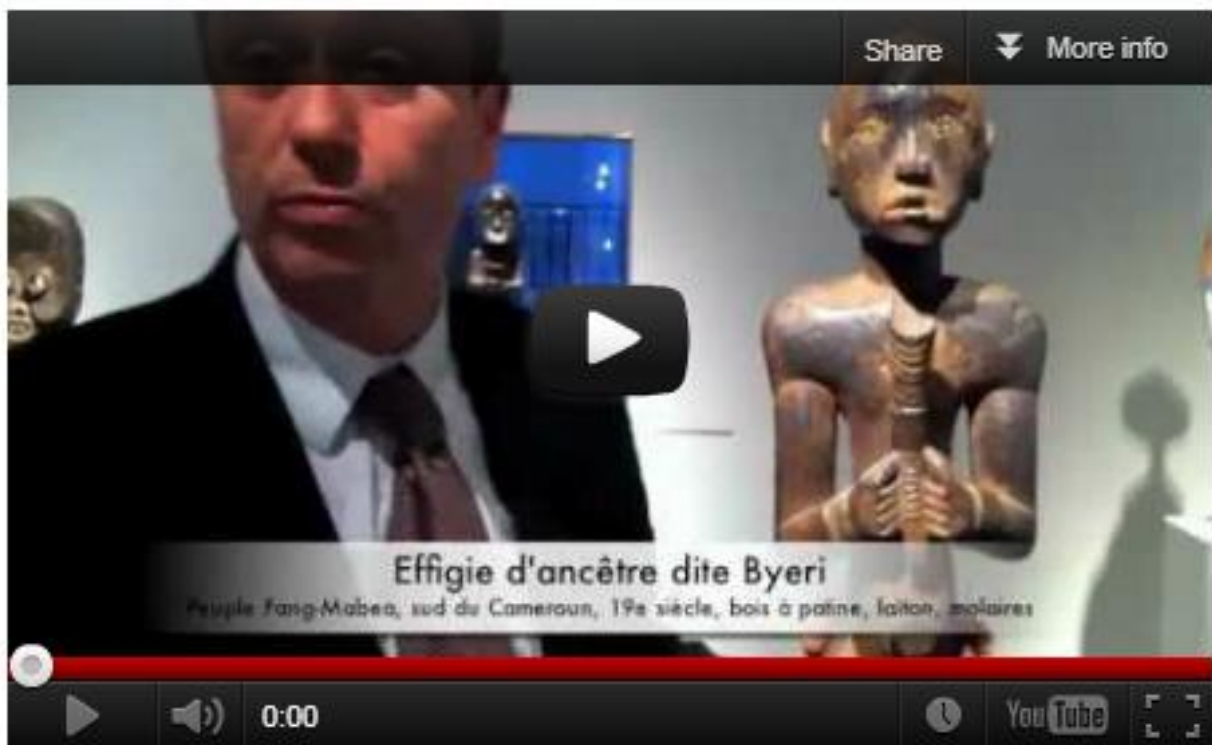 Share More info
Effigie d'ancêtre dite Byeri
Peuple Fang-Mabea, sud du Cameroun, 19e siècle, bois à patine, laiton, molaires
0:00 YouTube